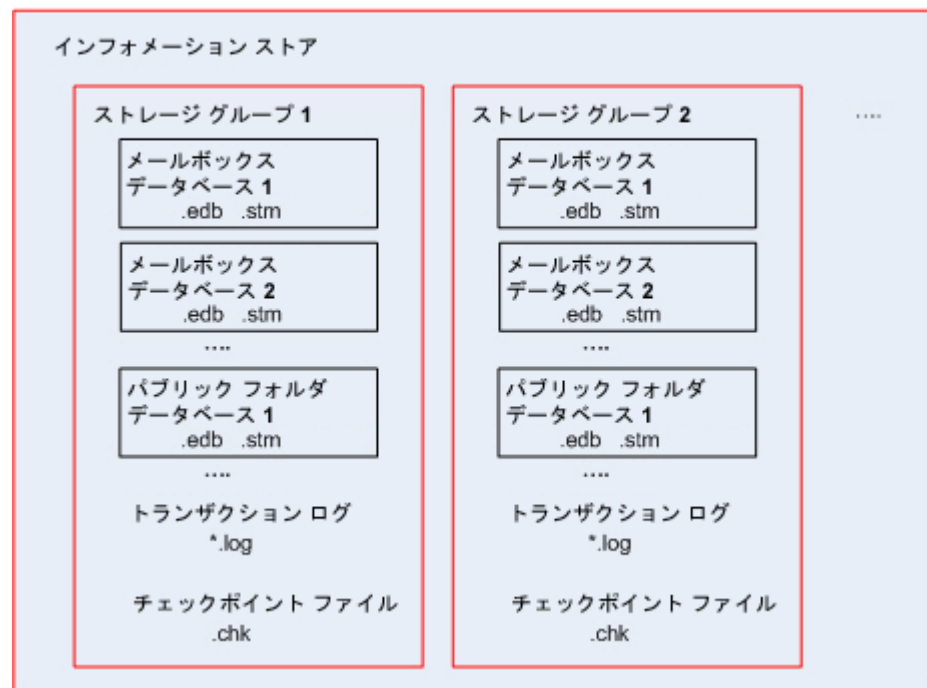 インフォメーション ストア
ストレージ グループ 1
メールボックス
データベース 1
.edb .stm
メールボックス
データベース 2
.edb .stm
....
パブリック フォルダ
データベース 1
.edb .stm
....
トランザクション ログ
*.log
チェックポイント ファイル
.chk
ストレージ グループ 2
メールボックス
データベース 1
.edb .stm
メールボックス
データベース 2
.edb .stm
....
パブリック フォルダ
データベース 1
.edb .stm
....
トランザクション ログ
*.log
チェックポイント ファイル
.chk
....